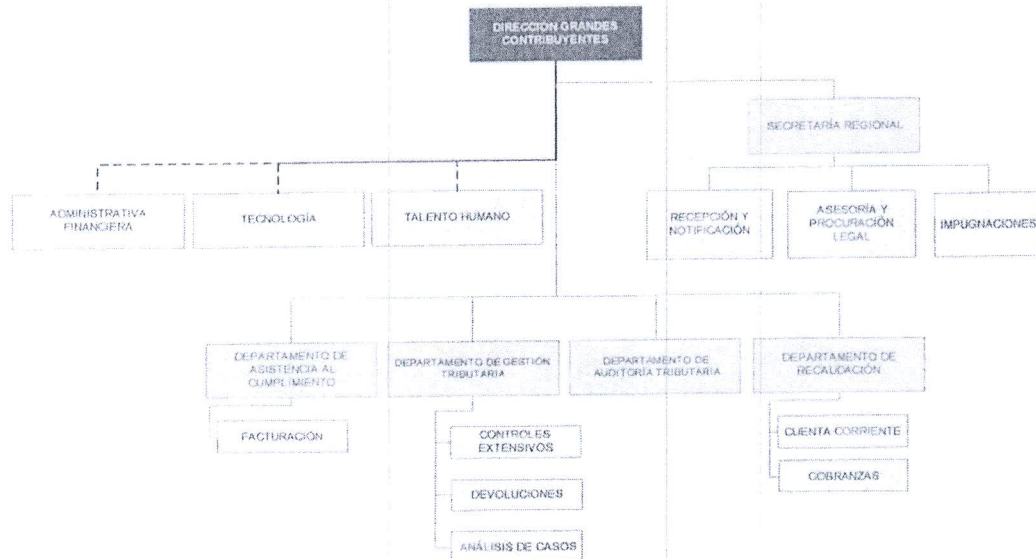 DIRECCIÓN GRANDES
CONTRIBUYENTES
SECRETARÍA REGIONAL
ADMINISTRATIVA
FINANCIERA
TECNOLOGÍA
TALENTO HUMANO
RECEPCIÓN Y
NOTIFICACIÓN
ASESORÍA Y
PROCURACIÓN
LEGAL
IMPUGNACIONES
DEPARTAMENTO DE
ASISTENCIA AL
CUMPLIMIENTO
DEPARTAMENTO DE GESTIÓN
TRIBUTARIA
DEPARTAMENTO DE
AUDITORÍA TRIBUTARIA
DEPARTAMENTO DE
RECAUDACIÓN
FACTURACIÓN
CONTROLES
EXTENSIVOS
DEVOLUCIONES
ANÁLISIS DE CASOS
CUENTA CORRIENTE
COBRANZAS